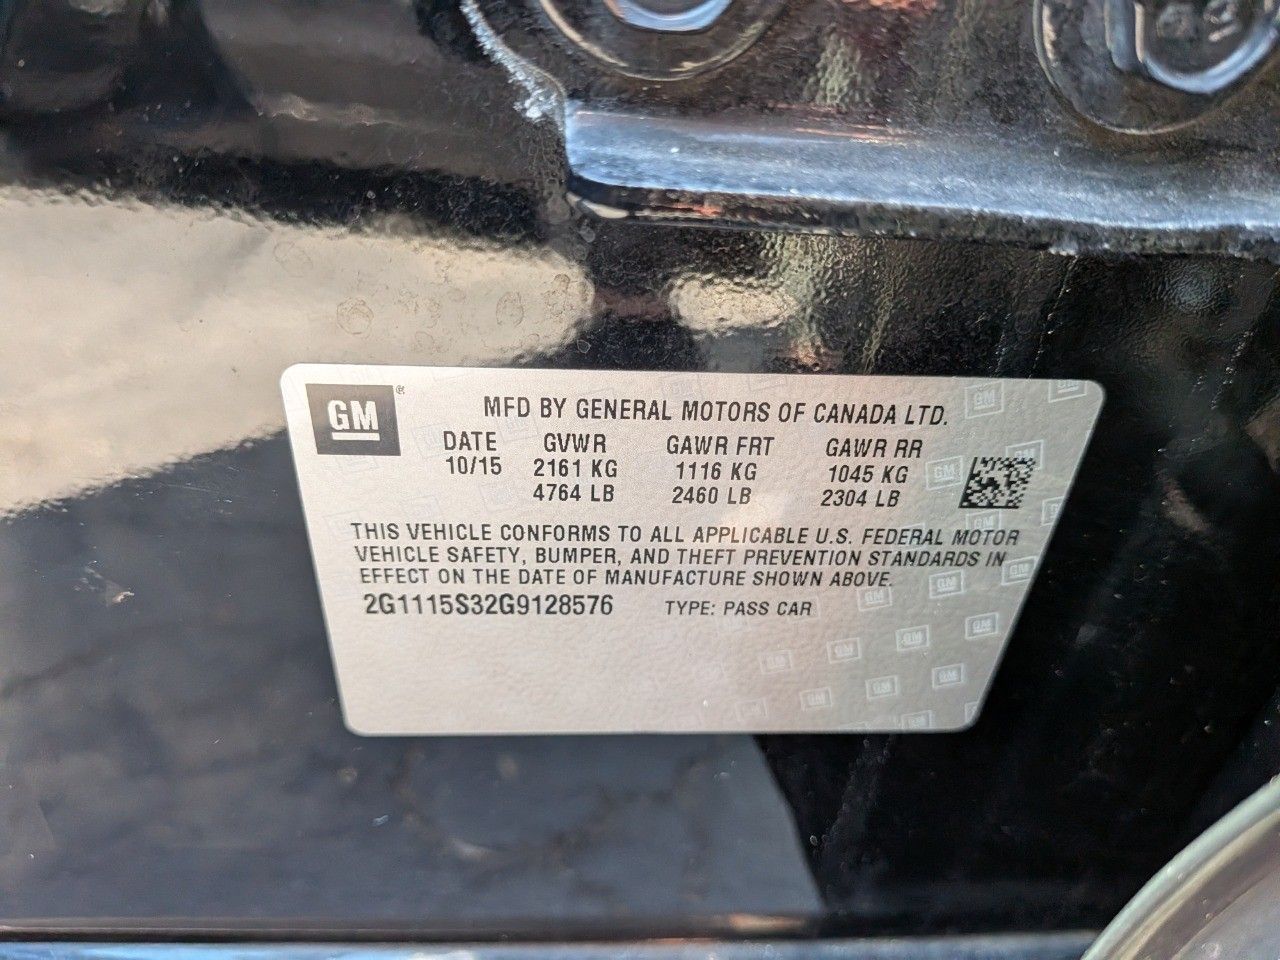 GM®
MFD BY GENERAL MOTORS OF CANADA LTD.
DATE GVWR GAWR FRT GAWR RR
10/15 2161 KG 1116 KG 1045 KG
4764 LB 2460 LB 2304 LB
THIS VEHICLE CONFORMS TO ALL APPLICABLE U.S. FEDERAL MOTOR
VEHICLE SAFETY, BUMPER, AND THEFT PREVENTION STANDARDS IN
EFFECT ON THE DATE OF MANUFACTURE SHOWN ABOVE.
2G1115S32G9128576 TYPE: PASS CAR